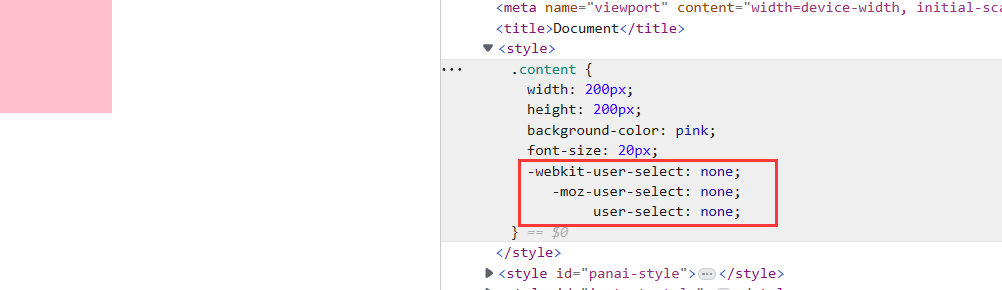 <meta name="viewport" content="width=device-width, initial-sca
<title>Document</title>
<style>
.content {
width: 200px;
height: 200px;
background-color: pink;
font-size: 20px;
-webkit-user-select: none;
-moz-user-select: none;
user-select: none;
} == $0
</style>
<style id="panai-style">…</style>